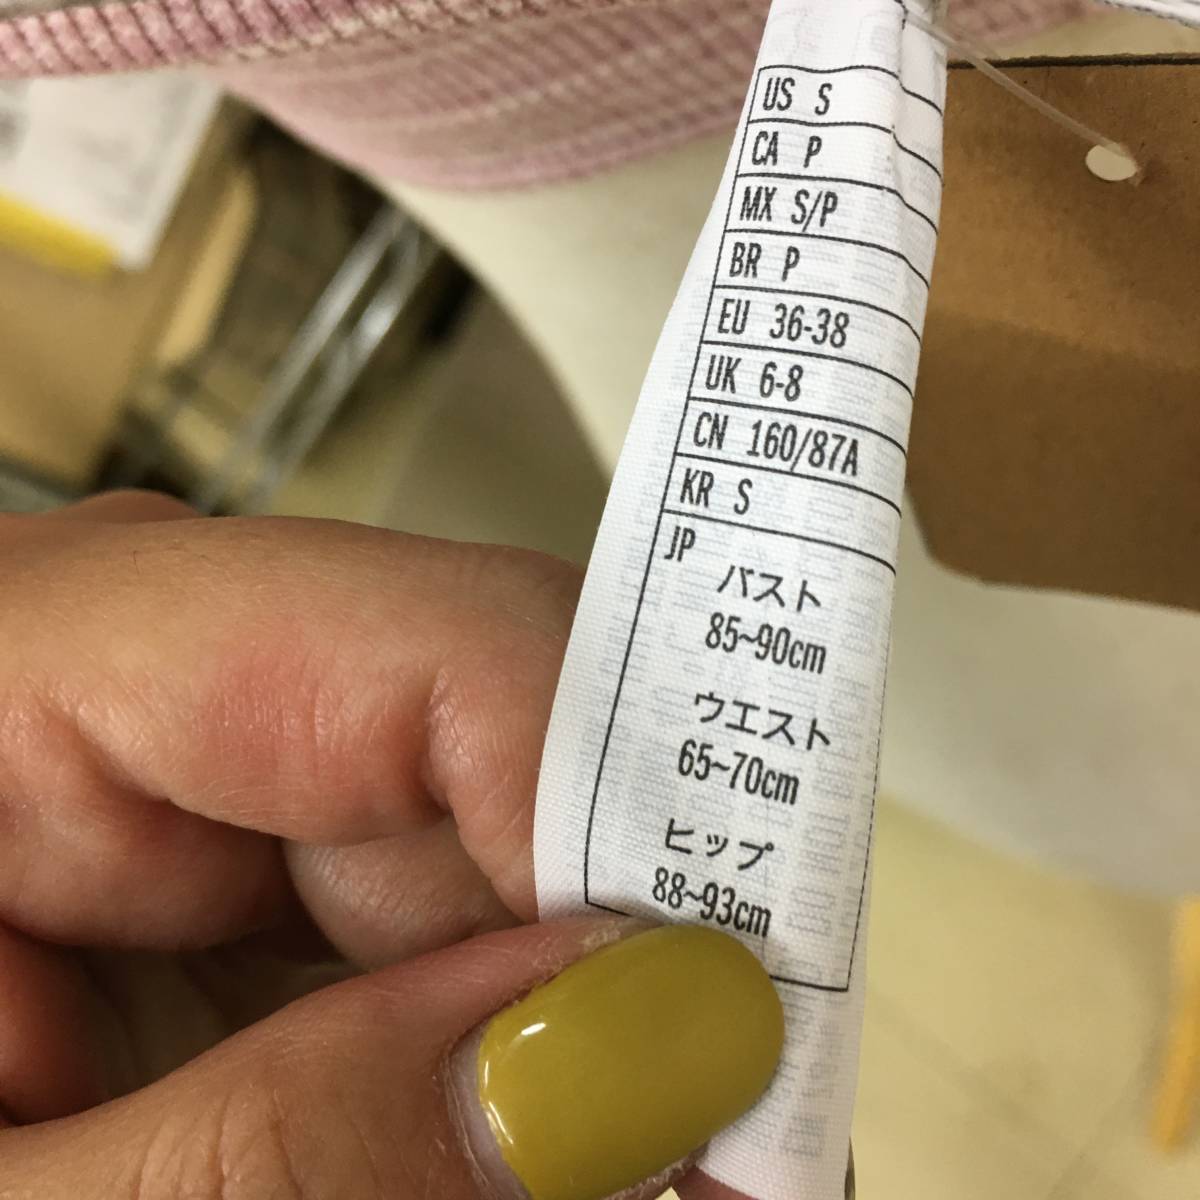 US S
CA P
MX S/P
BR P
EU 36-38
UK 6-8
CN 160/87A
KR S
JP
バスト
85~90cm
ウエスト
65~70cm
ヒップ
88~93cm